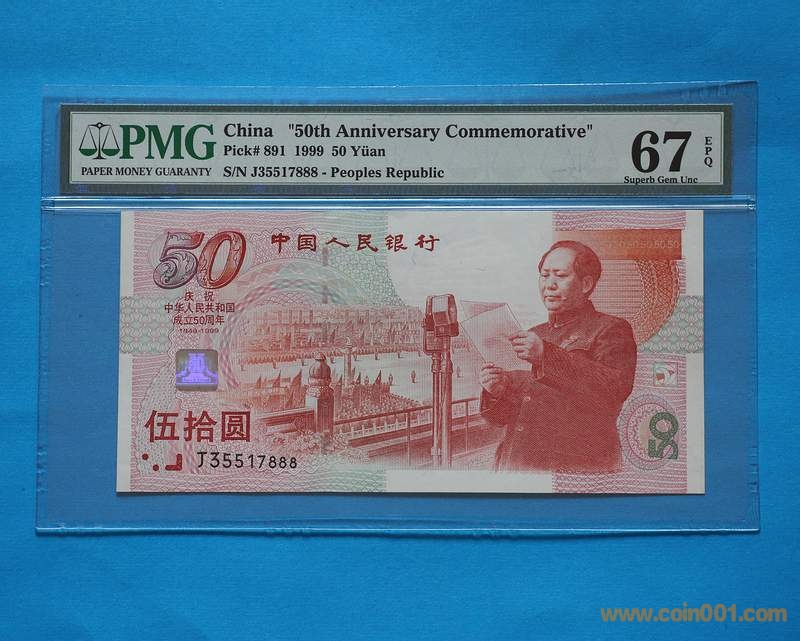 PMG
PAPER MONEY GUARANTY
China "50th Anniversary Commemorative"
Pick# 891 1999 50 Yüan
S/N J35517888 - Peoples Republic
67
EPQ
Superb Gem Unc
50
中国人民银行
庆祝
中华人民共和国
成立50周年
1949-1999
伍拾圆
J35517888
50
www.coin001.com